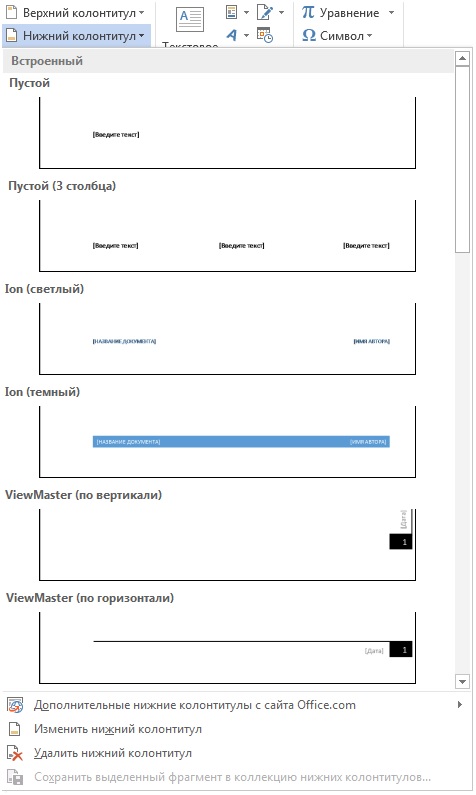 Верхний колонтитул
Уравнение
Нижний колонтитул
Текстовое
Символ
Встроенный
Пустой
[Введите текст]
Пустой (3 столбца)
[Введите текст] [Введите текст] [Введите текст]
Ion (светлый)
[НАЗВАНИЕ ДОКУМЕНТА] [ИМЯ АВТОРА]
Ion (темный)
[НАЗВАНИЕ ДОКУМЕНТА] [ИМЯ АВТОРА]
ViewMaster (по вертикали)
[Дата]
1
ViewMaster (по горизонтали)
[Дата] 1
Дополнительные нижние колонтитулы с сайта Office.com
Изменить нижний колонтитул
Удалить нижний колонтитул
Сохранить выделенный фрагмент в коллекцию нижних колонтитулов...